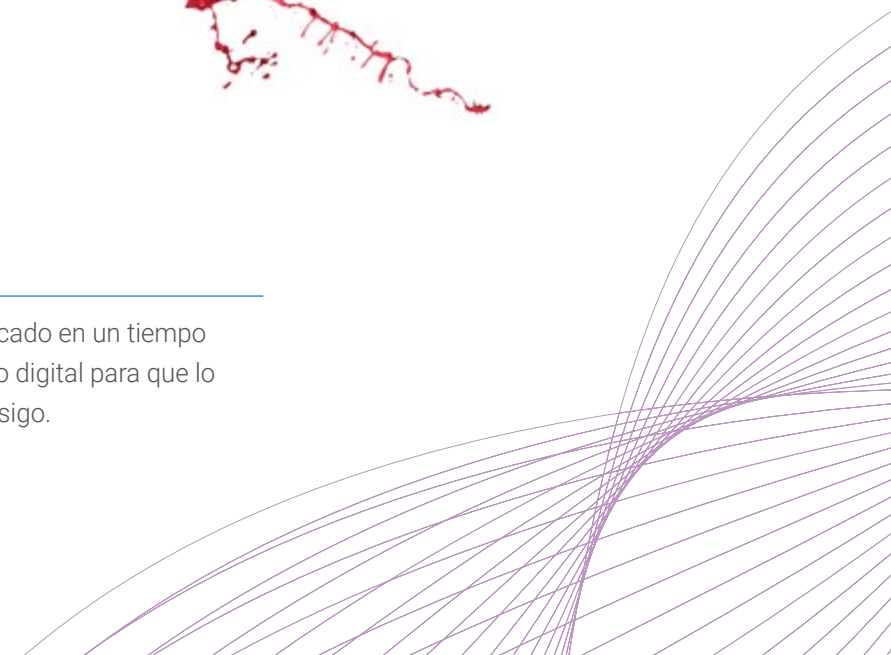 cado en un tiempo
o digital para que lo
sigo.